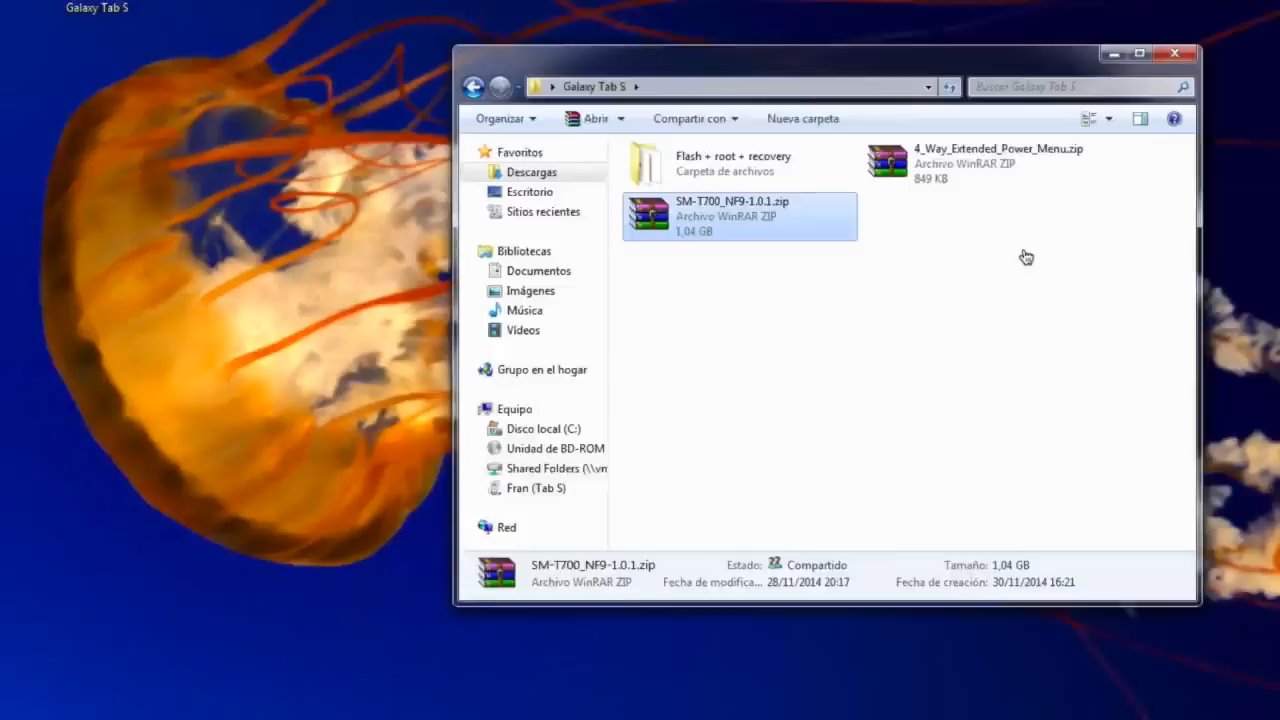 Galaxy Tab S
Galaxy Tab S
Buscar Galaxy Tab S
Organizar
Abrir
Compartir con
Nueva carpeta
Favoritos
Descargas
Escritorio
Sitios recientes
Bibliotecas
Documentos
Imágenes
Música
Vídeos
Grupo en el hogar
Equipo
Disco local (C:)
Unidad de BD-ROM
Shared Folders (\\vm
Fran (Tab S)
Red
Flash + root + recovery
Carpeta de archivos
4_Way_Extended_Power_Menu.zip
Archivo WinRAR ZIP
849 KB
SM-T700_NF9-1.0.1.zip
Archivo WinRAR ZIP
1,04 GB
SM-T700_NF9-1.0.1.zip Estado: Compartido Tamaño: 1,04 GB
Archivo WinRAR ZIP Fecha de modifica... 28/11/2014 20:17 Fecha de creación: 30/11/2014 16:21